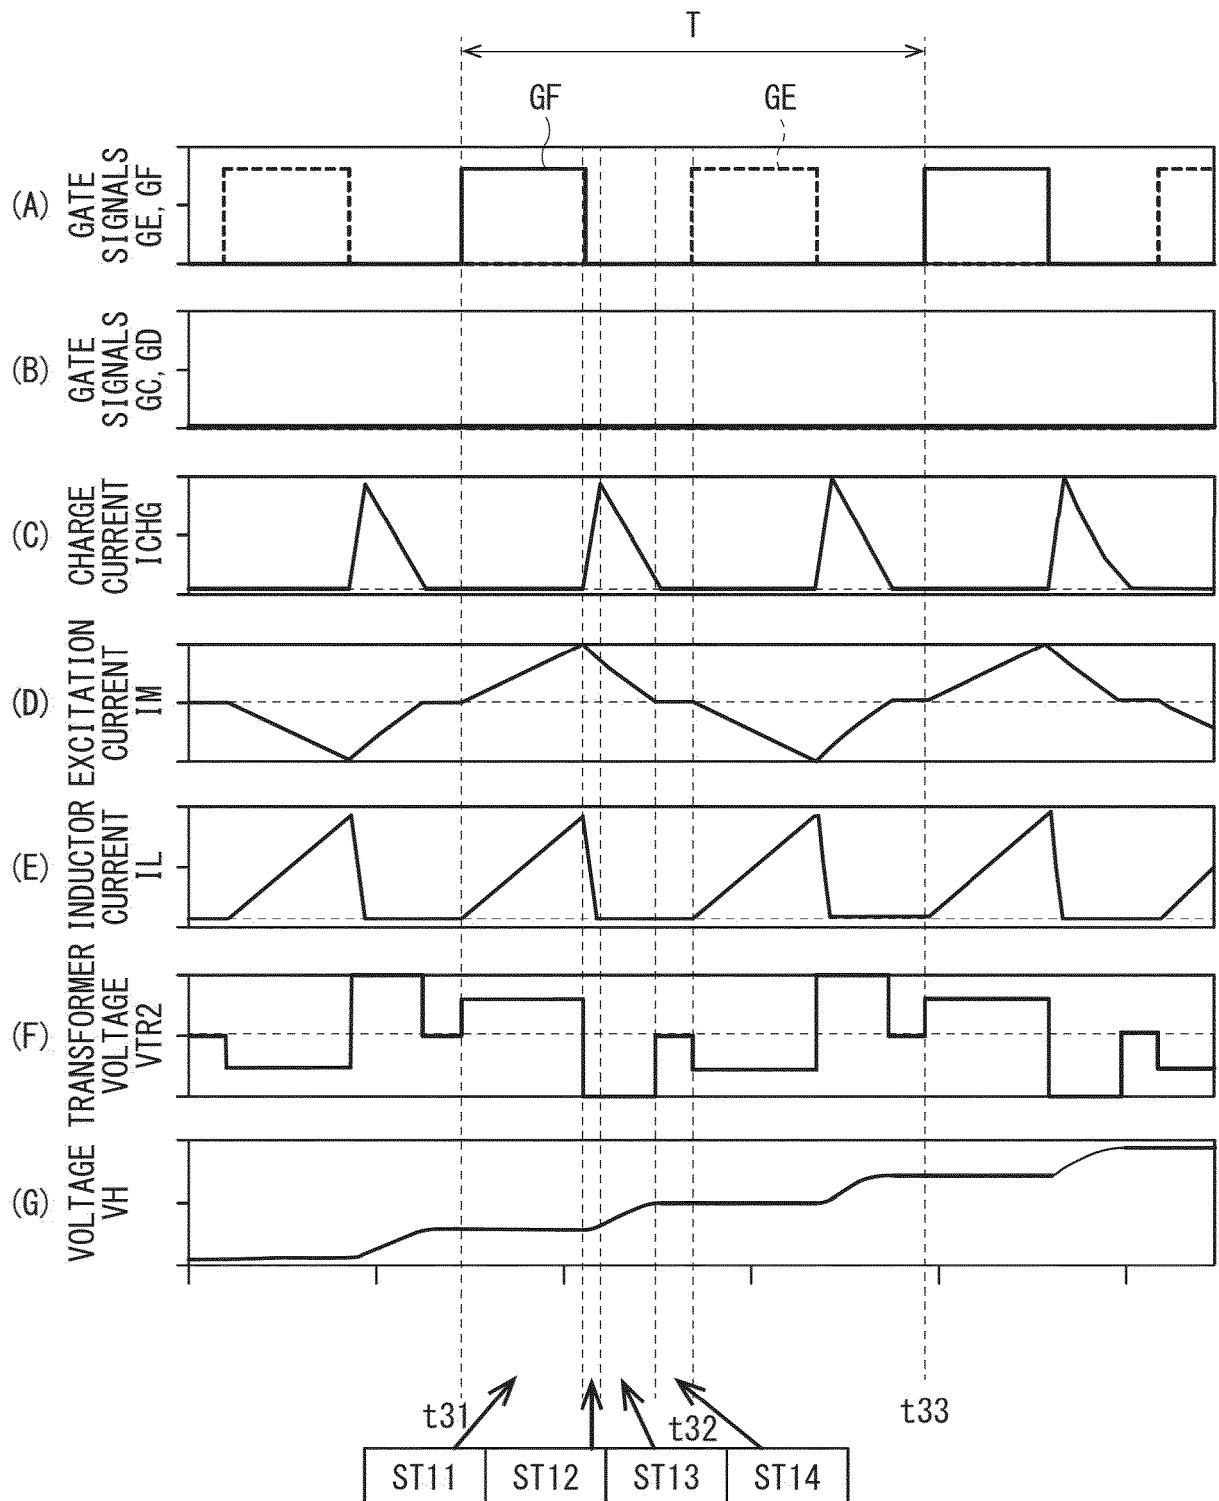 T
GF
GE
(A)
GATE
SIGNALS
GE, GF
(B)
GATE
SIGNALS
GC, GD
(C)
CHARGE
CURRENT
ICHG
(D)
EXCITATION
CURRENT
IM
(E)
INDUCTOR
CURRENT
IL
(F)
TRANSFORMER
VOLTAGE
VTR2
(G)
VOLTAGE
VH
t31
t32
t33
ST11
ST12
ST13
ST14